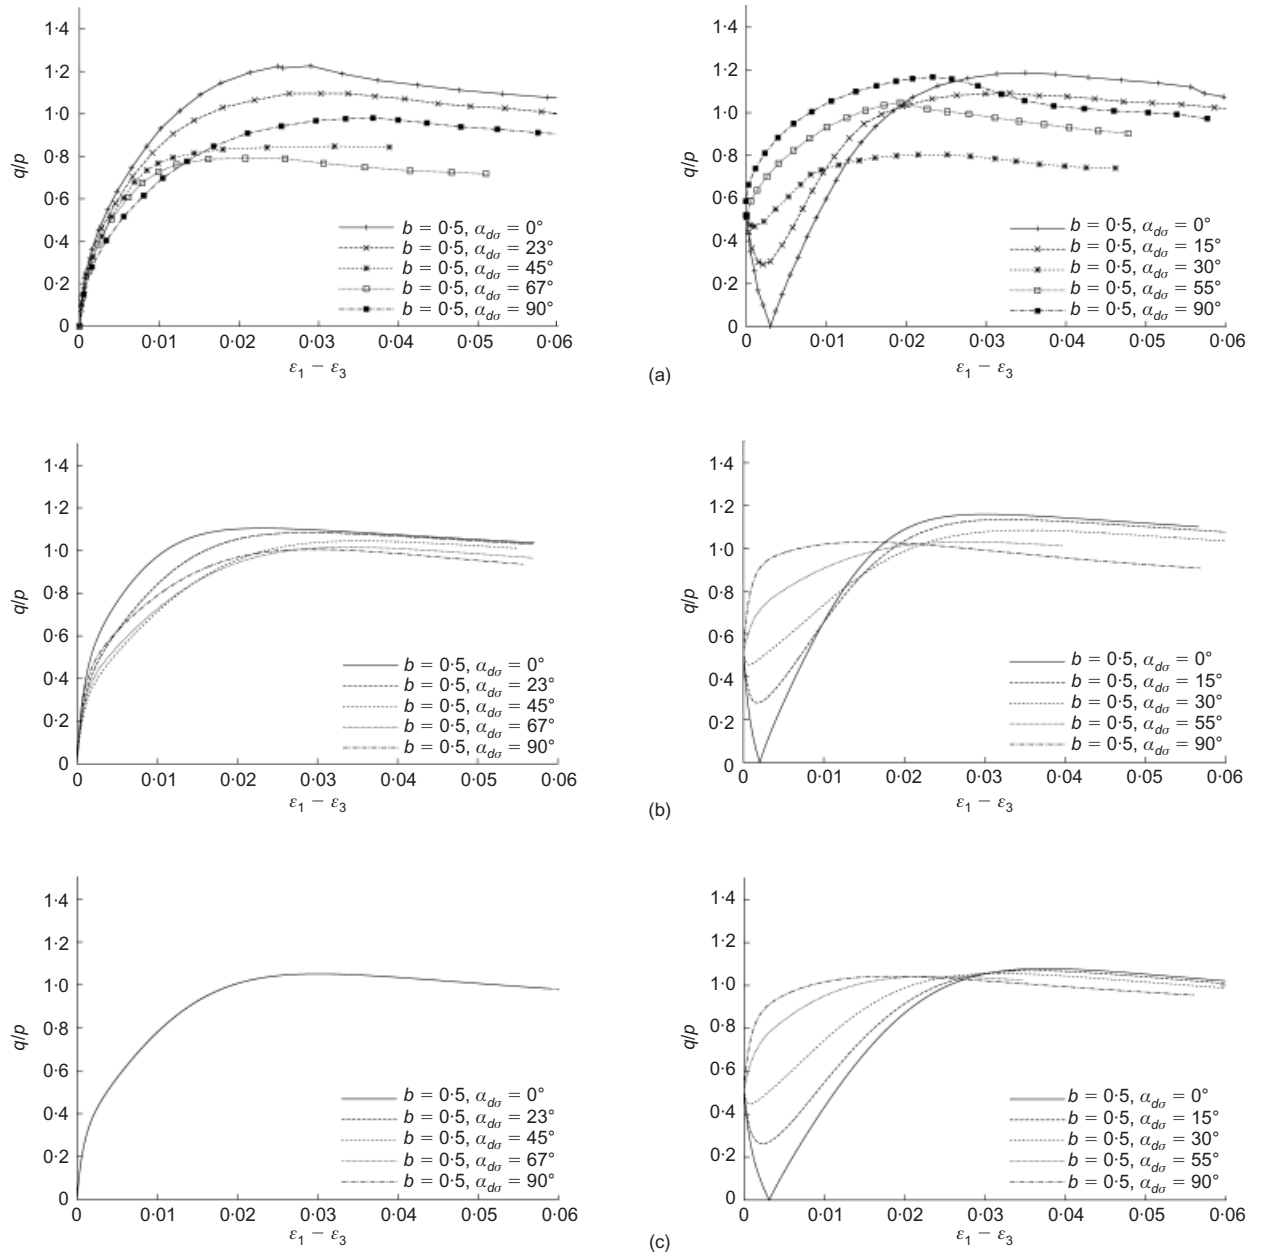 1·4
1·2
1·0
0·8
0·6
0·4
0·2
0
q/p
b = 0·5, αdσ = 0°
b = 0·5, αdσ = 23°
b = 0·5, αdσ = 45°
b = 0·5, αdσ = 67°
b = 0·5, αdσ = 90°
0 0·01 0·02 0·03 0·04 0·05 0·06
ε1 − ε3
1·4
1·2
1·0
0·8
0·6
0·4
0·2
0
q/p
b = 0·5, αdσ = 0°
b = 0·5, αdσ = 15°
b = 0·5, αdσ = 30°
b = 0·5, αdσ = 55°
b = 0·5, αdσ = 90°
0 0·01 0·02 0·03 0·04 0·05 0·06
ε1 − ε3
(a)
1·4
1·2
1·0
0·8
0·6
0·4
0·2
0
q/p
b = 0·5, αdσ = 0°
b = 0·5, αdσ = 23°
b = 0·5, αdσ = 45°
b = 0·5, αdσ = 67°
b = 0·5, αdσ = 90°
0 0·01 0·02 0·03 0·04 0·05 0·06
ε1 − ε3
1·4
1·2
1·0
0·8
0·6
0·4
0·2
0
q/p
b = 0·5, αdσ = 0°
b = 0·5, αdσ = 15°
b = 0·5, αdσ = 30°
b = 0·5, αdσ = 55°
b = 0·5, αdσ = 90°
0 0·01 0·02 0·03 0·04 0·05 0·06
ε1 − ε3
(b)
1·4
1·2
1·0
0·8
0·6
0·4
0·2
0
q/p
b = 0·5, αdσ = 0°
b = 0·5, αdσ = 23°
b = 0·5, αdσ = 45°
b = 0·5, αdσ = 67°
b = 0·5, αdσ = 90°
0 0·01 0·02 0·03 0·04 0·05 0·06
ε1 − ε3
1·4
1·2
1·0
0·8
0·6
0·4
0·2
0
q/p
b = 0·5, αdσ = 0°
b = 0·5, αdσ = 15°
b = 0·5, αdσ = 30°
b = 0·5, αdσ = 55°
b = 0·5, αdσ = 90°
0 0·01 0·02 0·03 0·04 0·05 0·06
ε1 − ε3
(c)